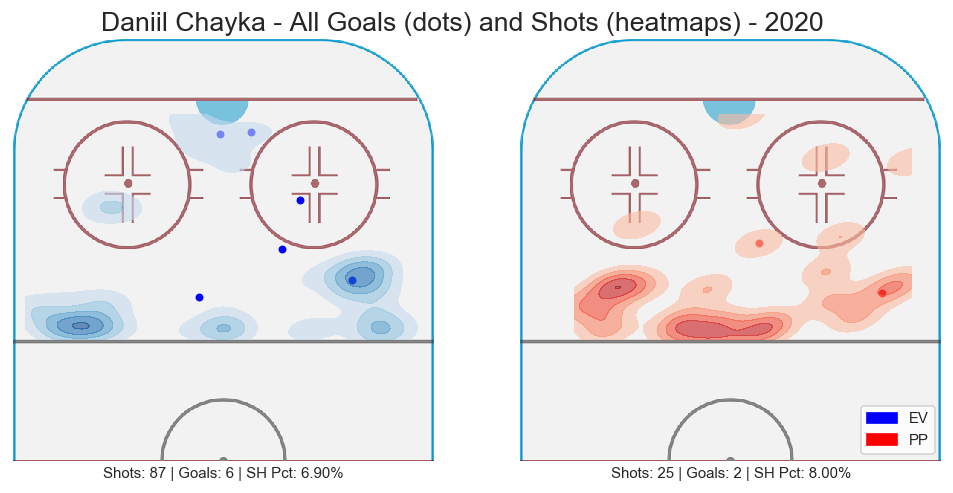 Daniil Chayka - All Goals (dots) and Shots (heatmaps) - 2020
EV
PP
Shots: 87 | Goals: 6 | SH Pct: 6.90%
Shots: 25 | Goals: 2 | SH Pct: 8.00%